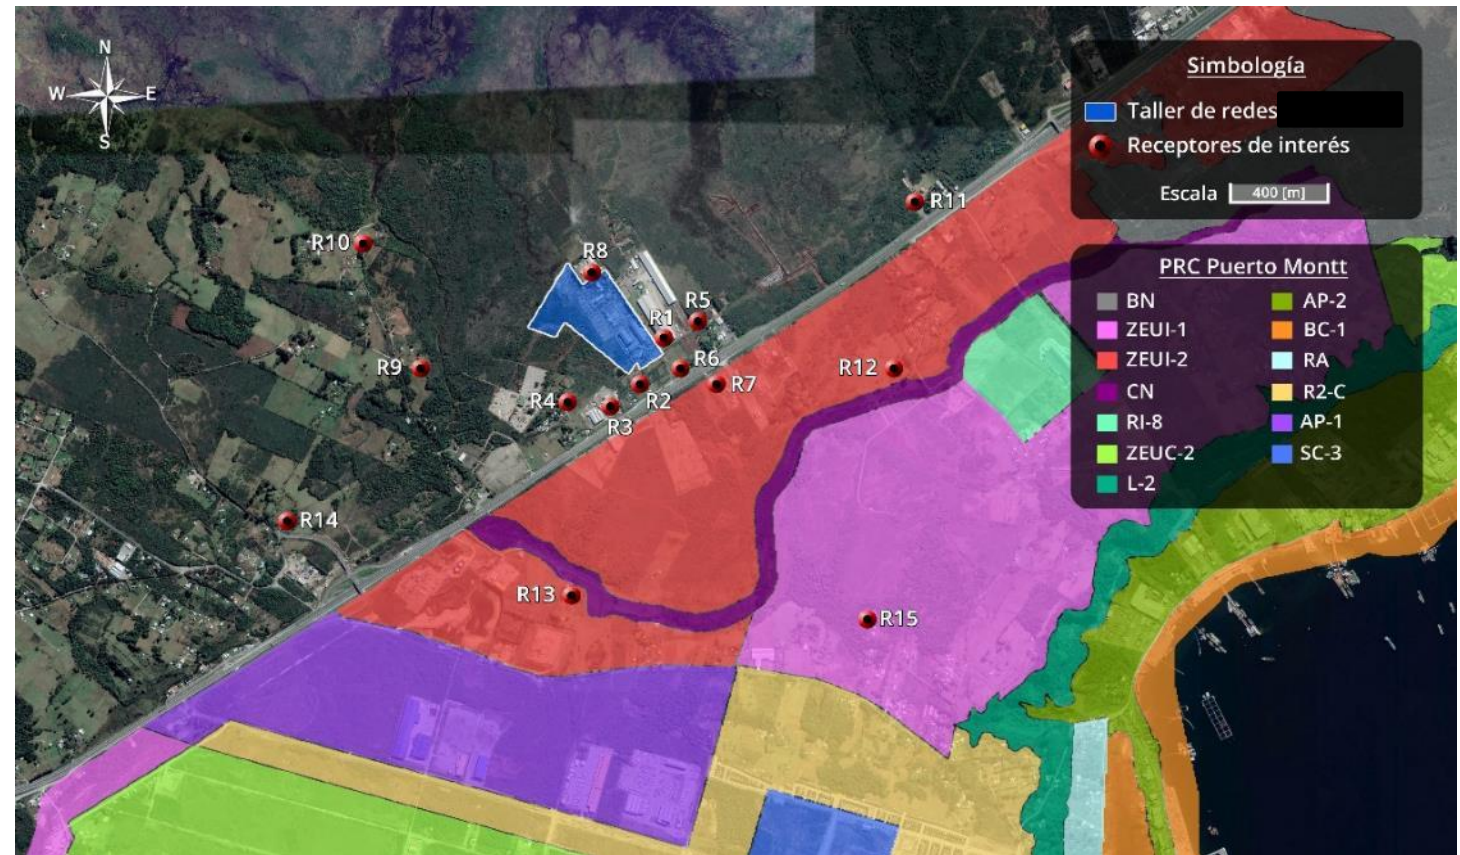 N
W E
S
Simbología
Taller de redes
Receptores de interés
Escala 400 [m]
PRC Puerto Montt
BN AP-2
ZEUI-1 BC-1
ZEUI-2 RA
CN R2-C
RI-8 AP-1
ZEUC-2 SC-3
L-2
R11
R10
R8
R5
R1
R6
R9
R12
R7
R4
R2
R3
R14
R13
R15